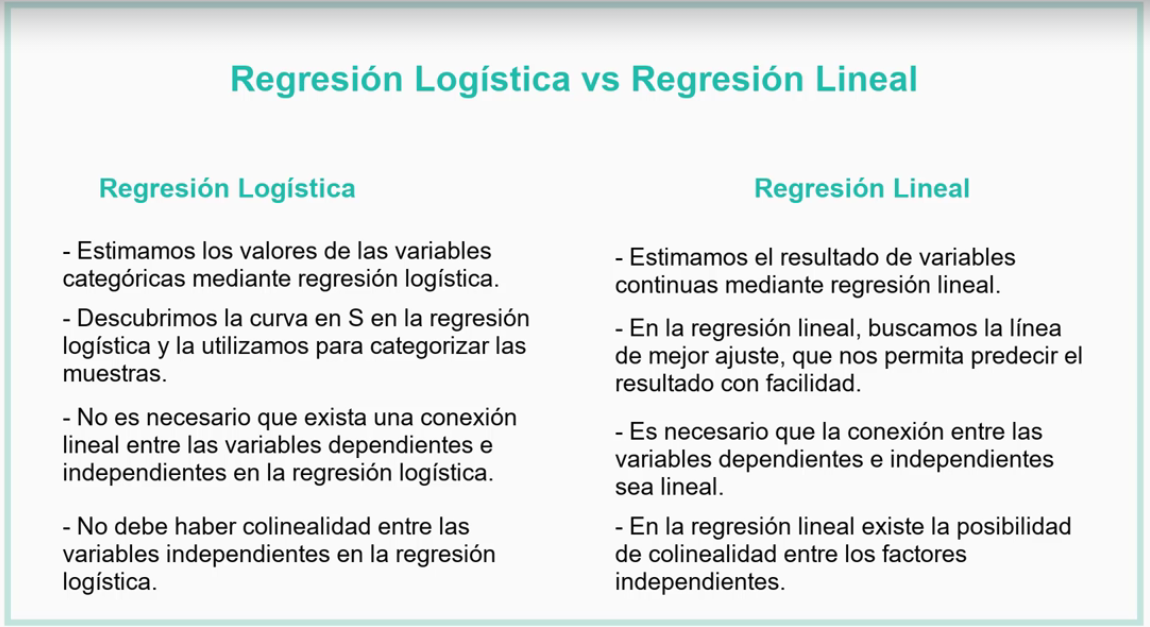 Regresión Logística vs Regresión Lineal
Regresión Logística
- Estimamos los valores de las variables
categóricas mediante regresión logística.
- Descubrimos la curva en S en la regresión
logística y la utilizamos para categorizar las
muestras.
- No es necesario que exista una conexión
lineal entre las variables dependientes e
independientes en la regresión logística.
- No debe haber colinealidad entre las
variables independientes en la regresión
logística.
Regresión Lineal
- Estimamos el resultado de variables
continuas mediante regresión lineal.
- En la regresión lineal, buscamos la línea
de mejor ajuste, que nos permita predecir el
resultado con facilidad.
- Es necesario que la conexión entre las
variables dependientes e independientes
sea lineal.
- En la regresión lineal existe la posibilidad
de colinealidad entre los factores
independientes.